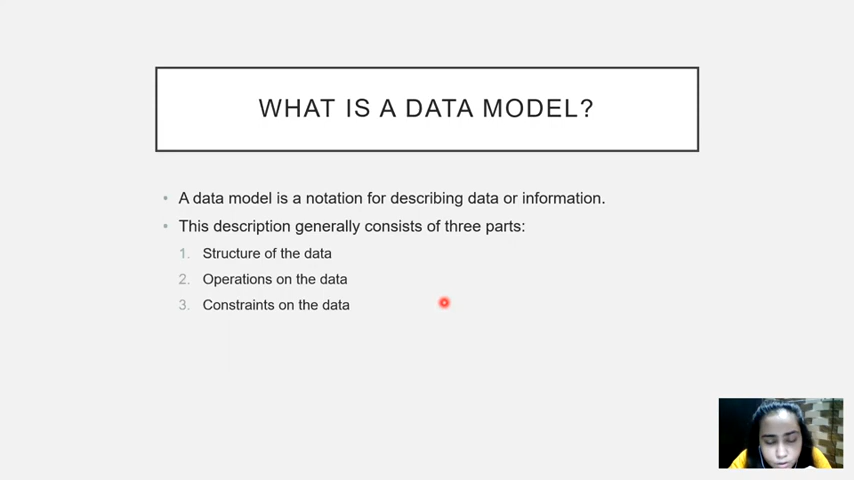 WHAT IS A DATA MODEL?
• A data model is a notation for describing data or information.
• This description generally consists of three parts:
1. Structure of the data
2. Operations on the data
3. Constraints on the data